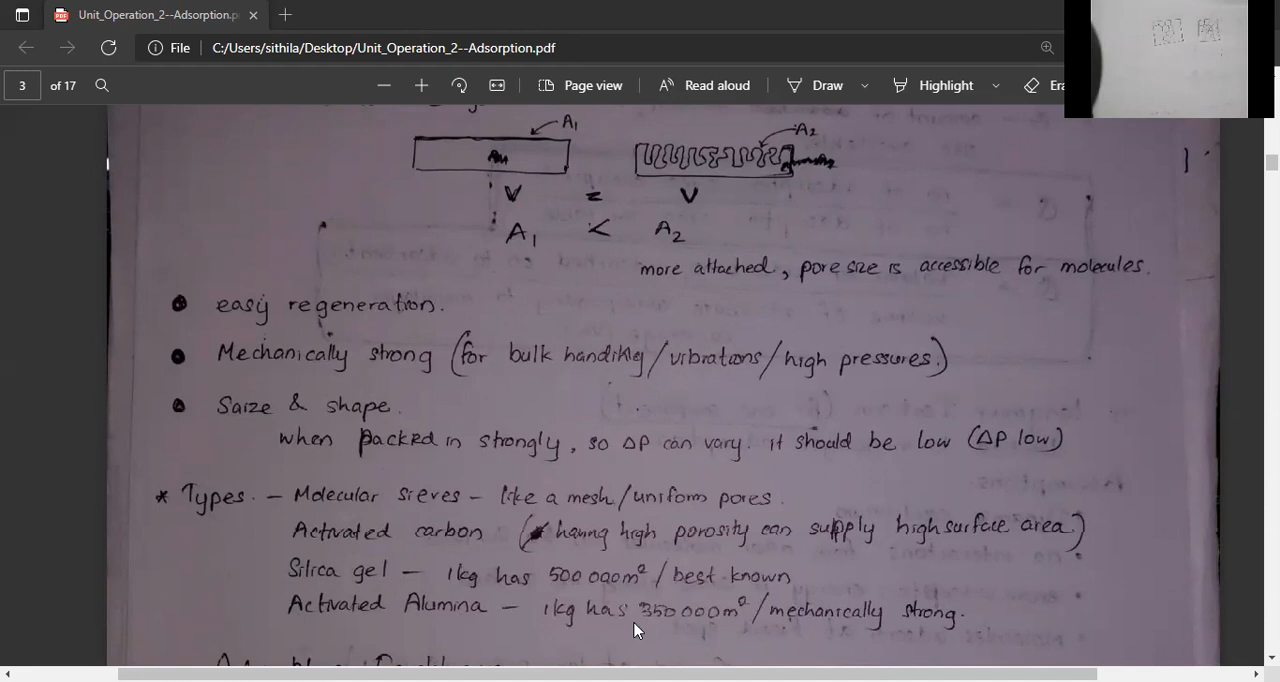 Unit_Operation_2--Adsorption.p
File C:/Users/sithila/Desktop/Unit_Operation_2--Adsorption.pdf
3 of 17 Page view Read aloud Draw Highlight Era
A1 A2
V = V
A1 < A2
more attached, pore size is accessible for molecules.
easy regeneration.
Mechanically strong (for bulk handikley/vibrations/high pressures.)
Saize & shape.
when packed in strongly, so ΔP can vary. it should be low (ΔP low)
* Types. - Molecular sieves - like a mesh/uniform pores.
Activated carbon (having high porosity can supply high surface area.)
Silica gel - 1kg has 500 000m² / best known
Activated Alumina - 1kg has 350 000m² /mechanically strong.